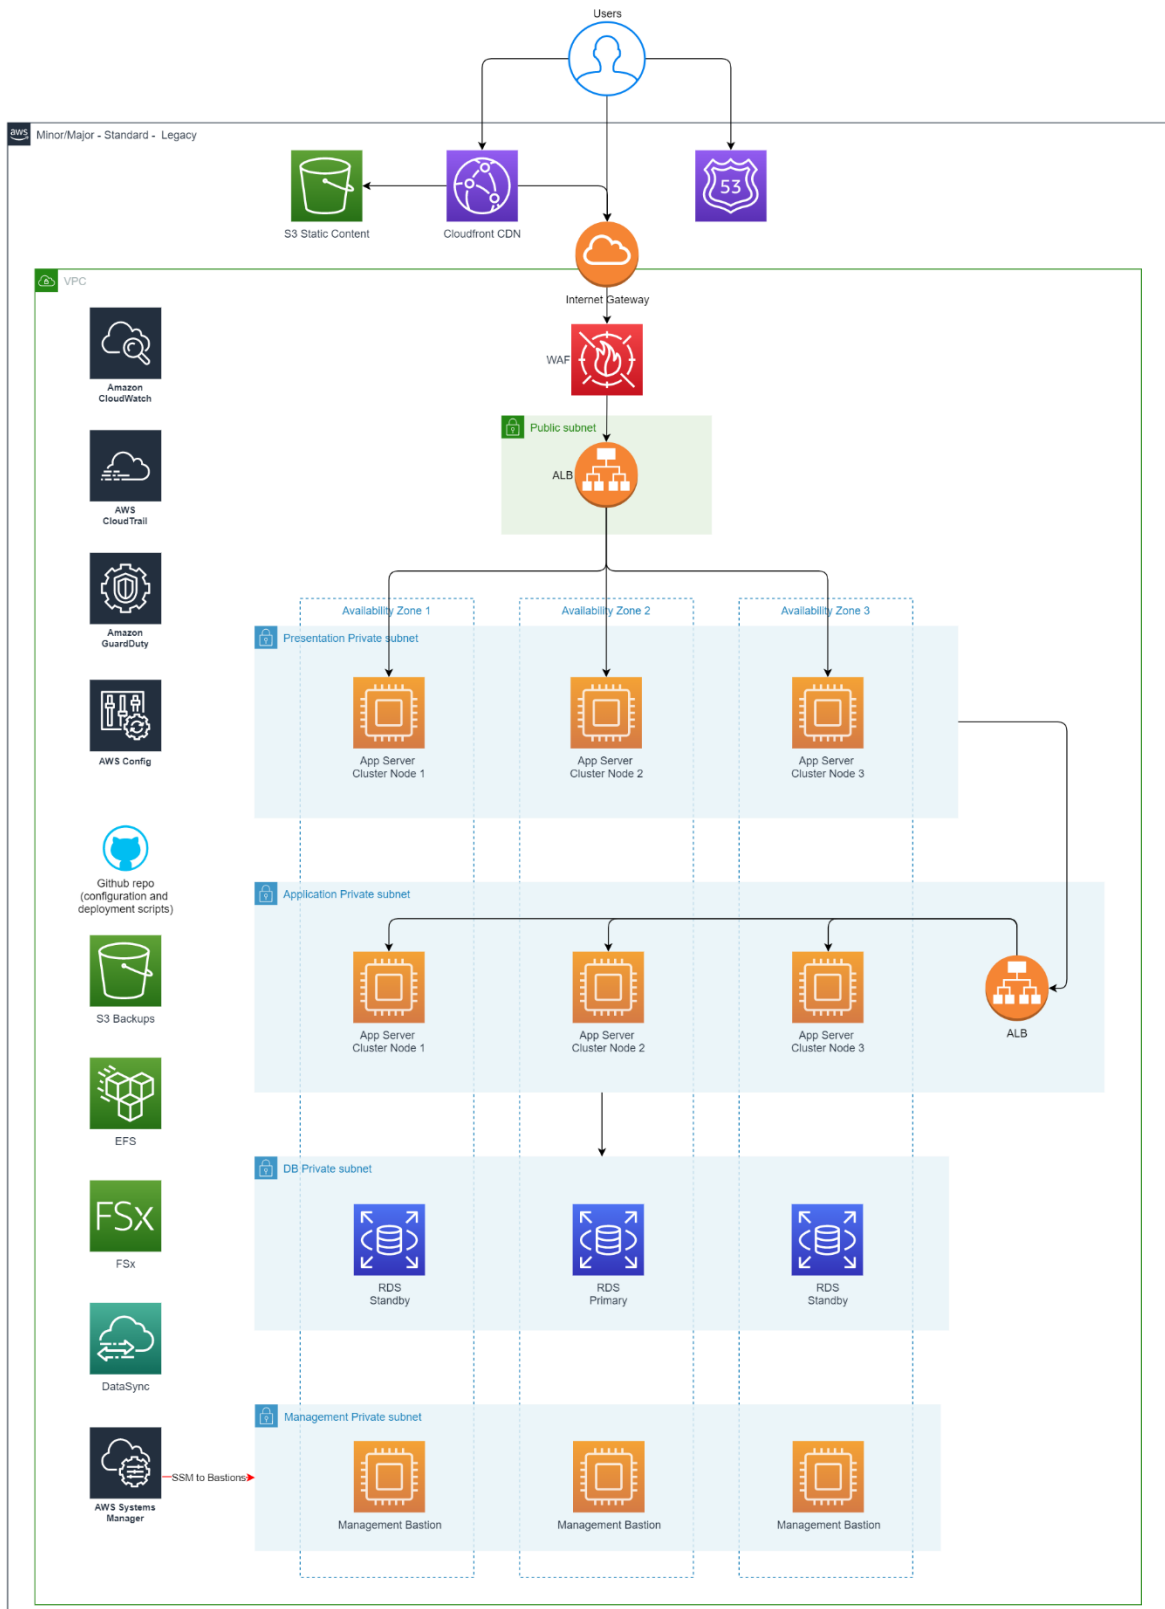 Users
aws
Minor/Major - Standard - Legacy
53
S3 Static Content
Cloudfront CDN
Internet Gateway
VPC
WAF
Amazon
CloudWatch
Public subnet
ALB
AWS
CloudTrail
Amazon
GuardDuty
Availability Zone 1
Availability Zone 2
Availability Zone 3
Presentation Private subnet
AWS Config
App Server
Cluster Node 1
App Server
Cluster Node 2
App Server
Cluster Node 3
Github repo
(configuration and
deployment scripts)
Application Private subnet
S3 Backups
App Server
Cluster Node 1
App Server
Cluster Node 2
App Server
Cluster Node 3
ALB
EFS
DB Private subnet
FSx
FSx
RDS
Standby
RDS
Primary
RDS
Standby
DataSync
Management Private subnet
SSM to Bastions
AWS Systems
Manager
Management Bastion
Management Bastion
Management Bastion